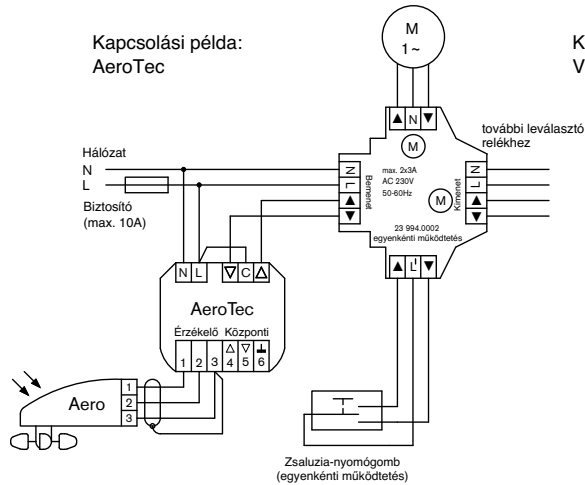 Kapcsolási példa:
AeroTec
K
V
M
1 ~
▲ N ▼
M
további leválasztó
relékhez
Hálózat
N
L
Biztosító
(max. 10A)
N
L
▲
▼
Bemenet
max. 2x3A
AC 230V
50-60Hz
M
Kimenet
N
L
▲
▼
23 994.0002
egyenkénti működtetés
▲ L' ▼
N L ▽ C △
AeroTec
Érzékelő Központi
△ ▽
1 2 3 4 5 6
Aero
1
2
3
Zsaluzia-nyomógomb
(egyenkénti működtetés)